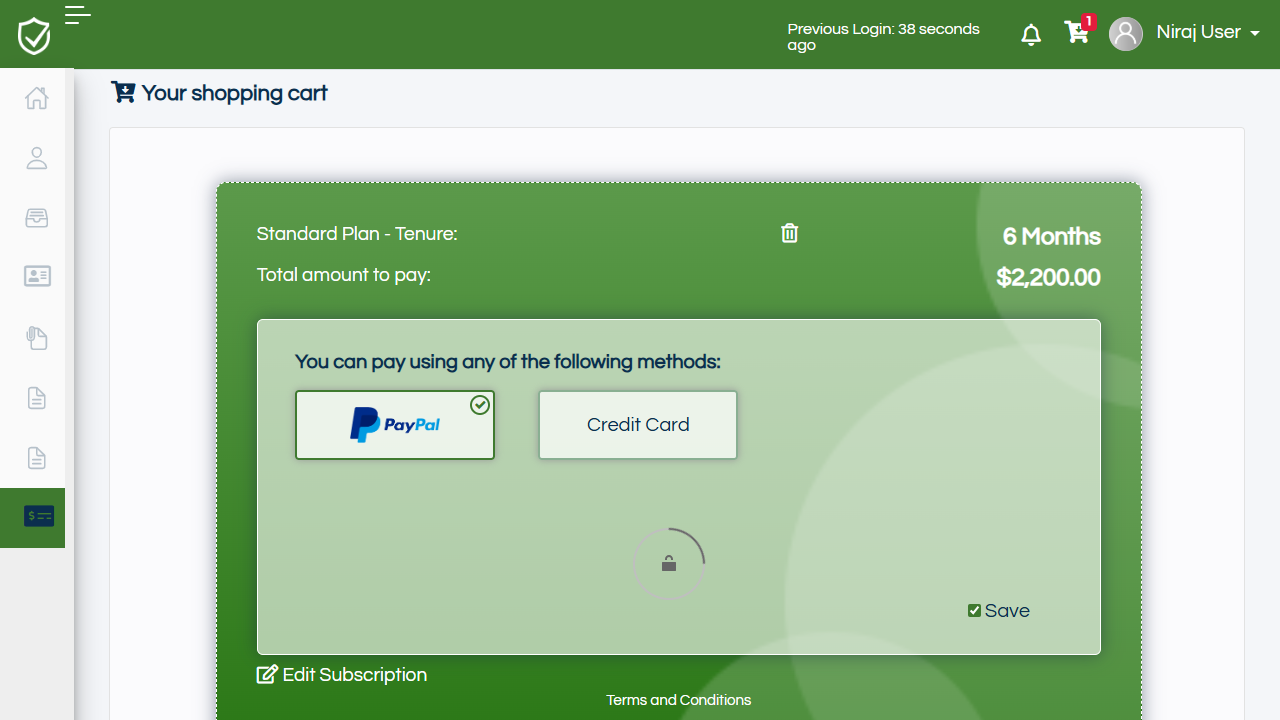 Previous Login: 38 seconds
ago
1
Niraj User
Your shopping cart
Standard Plan - Tenure:
6 Months
Total amount to pay:
$2,200.00
You can pay using any of the following methods:
PayPal
Credit Card
Save
Edit Subscription
Terms and Conditions